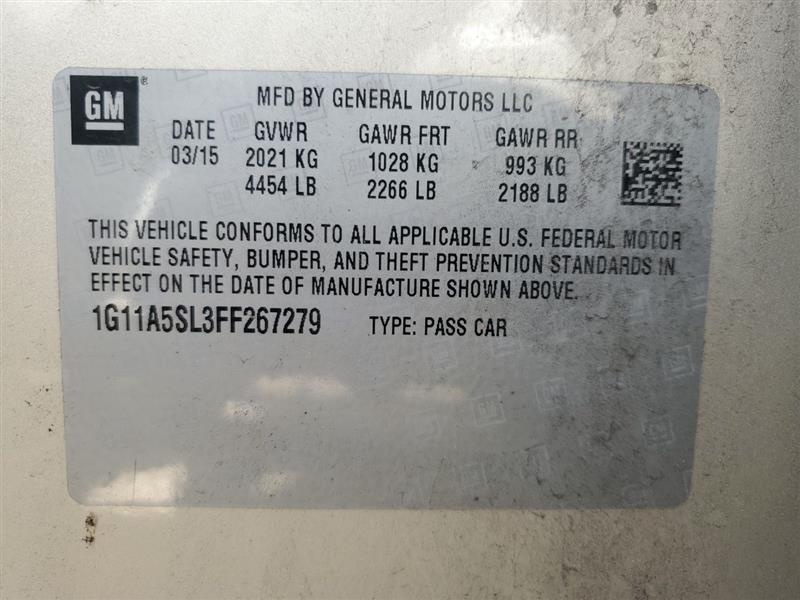 GM
MFD BY GENERAL MOTORS LLC
DATE GVWR GAWR FRT GAWR RR
03/15 2021 KG 1028 KG 993 KG
4454 LB 2266 LB 2188 LB
THIS VEHICLE CONFORMS TO ALL APPLICABLE U.S. FEDERAL MOTOR
VEHICLE SAFETY, BUMPER, AND THEFT PREVENTION STANDARDS IN
EFFECT ON THE DATE OF MANUFACTURE SHOWN ABOVE.
1G11A5SL3FF267279 TYPE: PASS CAR